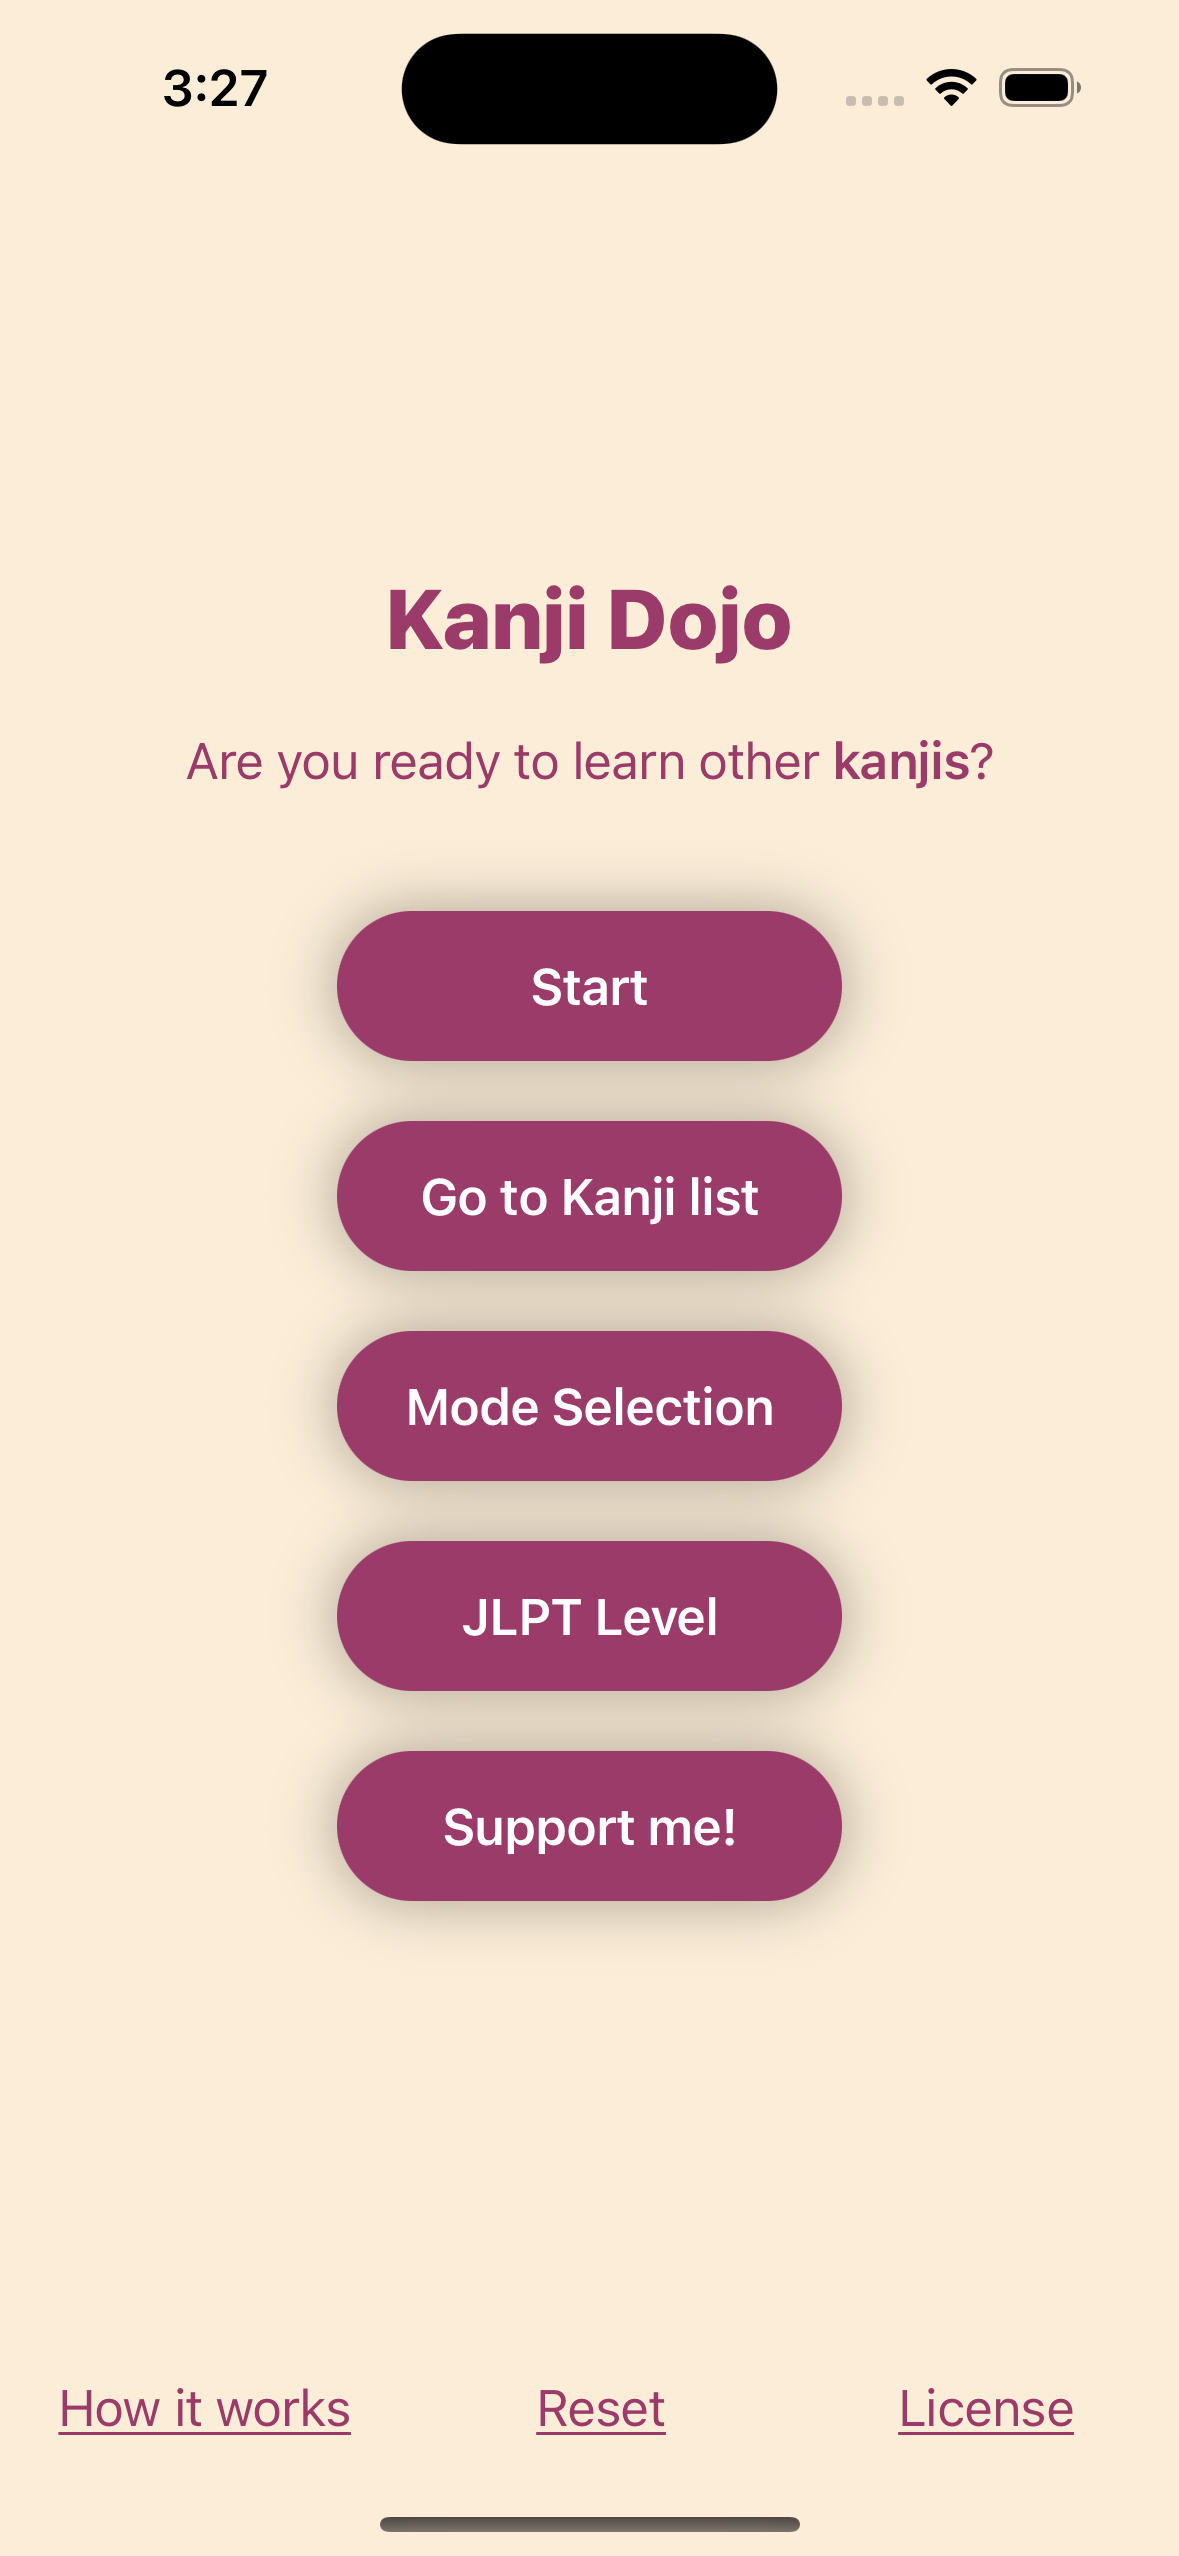 3:27
Kanji Dojo
Are you ready to learn other kanjis?
Start
Go to Kanji list
Mode Selection
JLPT Level
Support me!
How it works Reset License